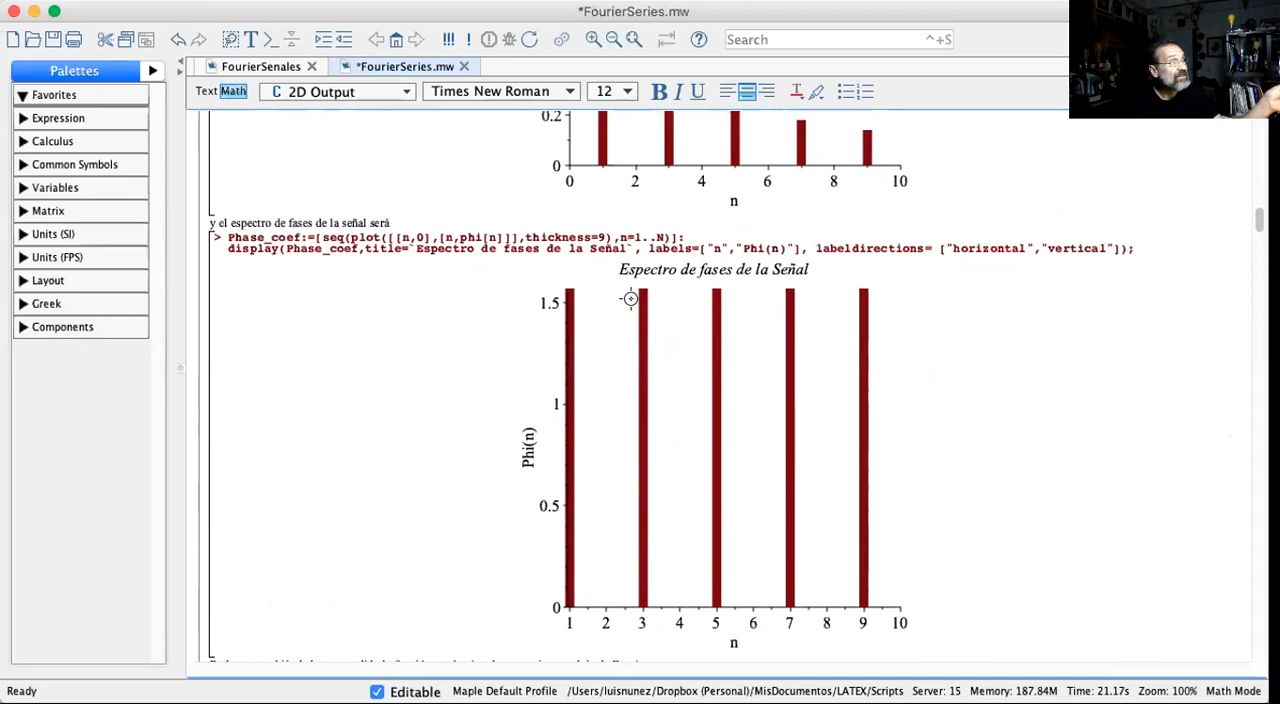 *FourierSeries.mw
Search
^+S
Palettes
FourierSenales
*FourierSeries.mw
Text Math
C 2D Output
Times New Roman
12
B I U
Favorites
Expression
Calculus
Common Symbols
Variables
Matrix
Units (SI)
Units (FPS)
Layout
Greek
Components
0.2
0
0 2 4 6 8 10
n
y el espectro de fases de la señal será
> Phase_coef:=[seq(plot([[n,0],[n,phi[n]]],thickness=9),n=1..N)]:
display(Phase_coef,title=`Espectro de fases de la Señal`, labels=["n","Phi(n)"], labeldirections= ["horizontal","vertical"]);
Espectro de fases de la Señal
1.5
1
Phi(n)
0.5
0
1 2 3 4 5 6 7 8 9 10
n
Ready
Editable
Maple Default Profile /Users/luisnunez/Dropbox (Personal)/MisDocumentos/LATEX/Scripts Server: 15 Memory: 187.84M Time: 21.17s Zoom: 100% Math Mode